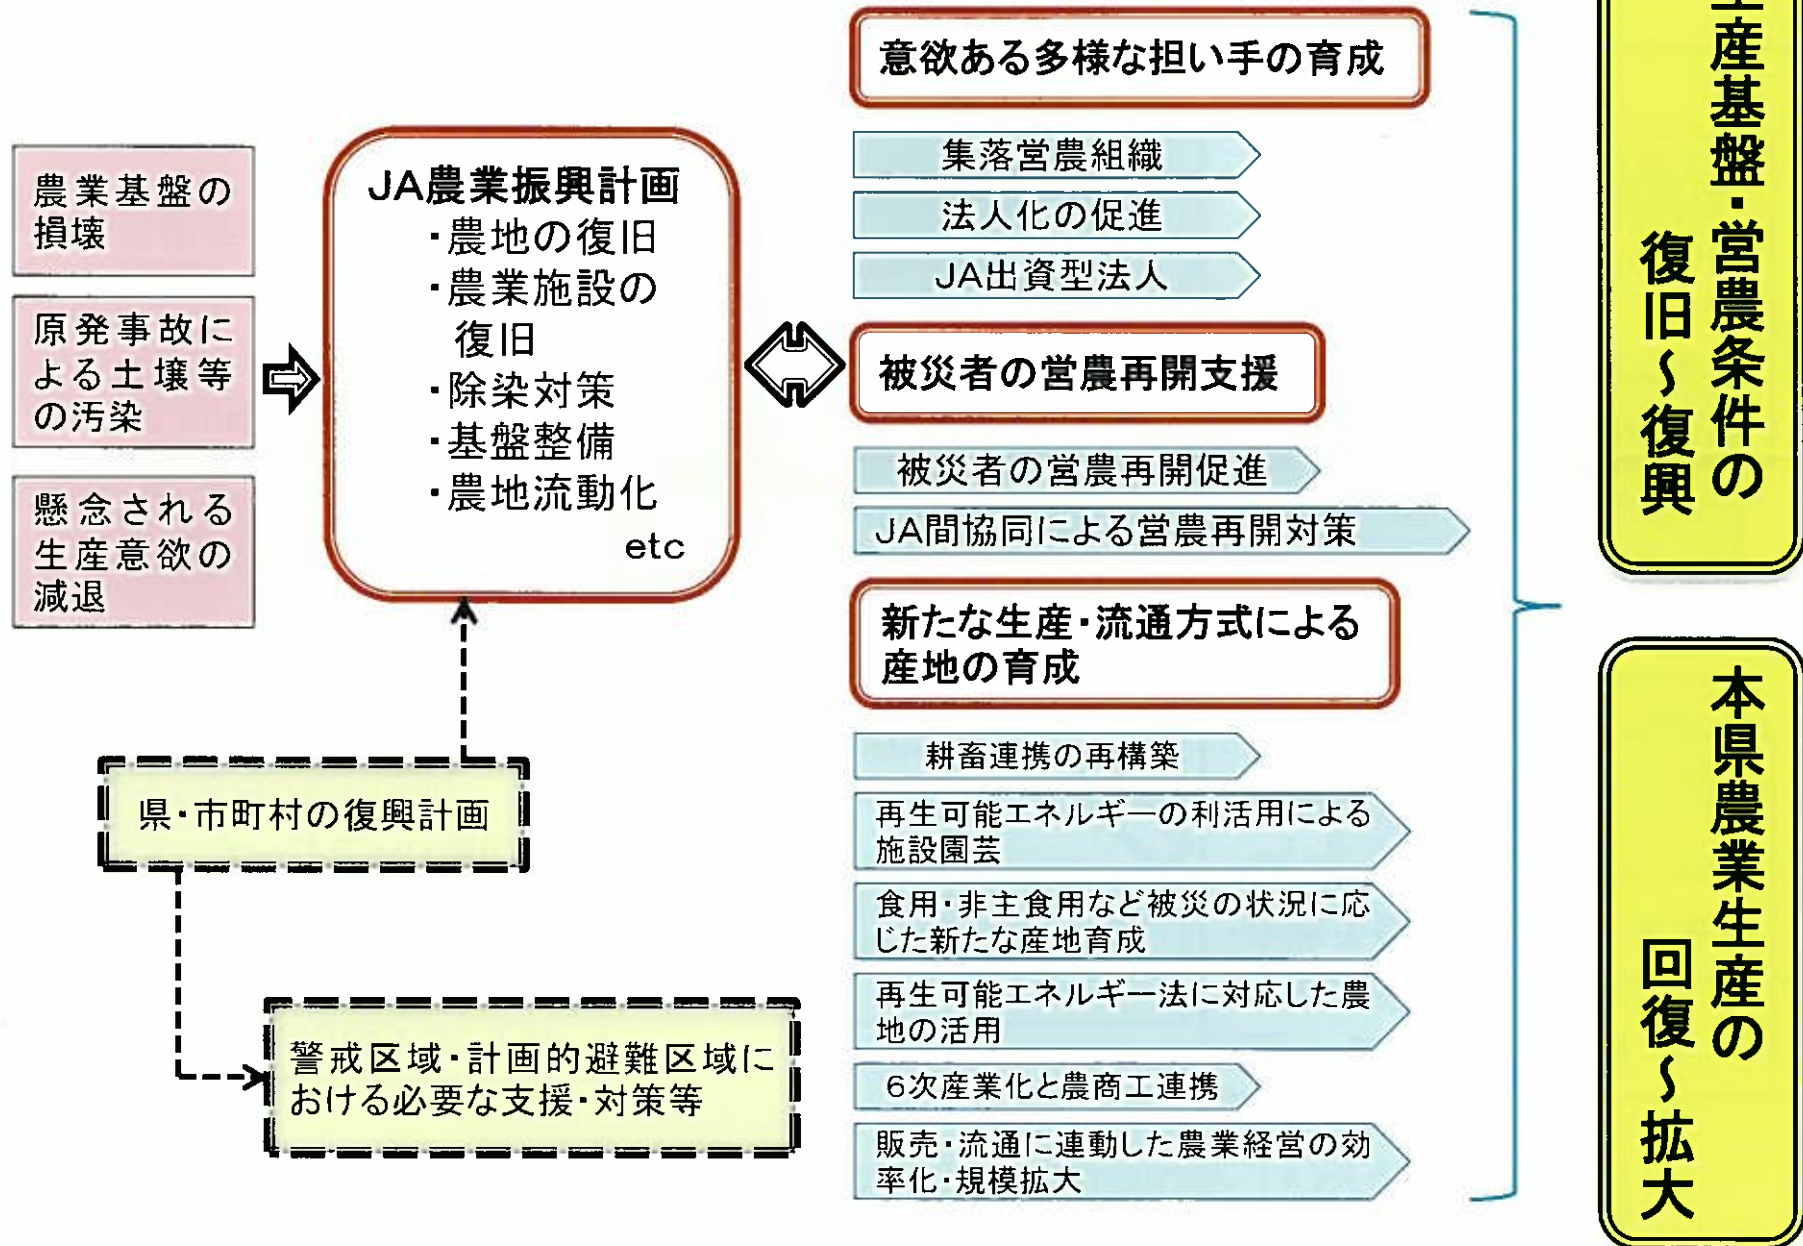 農業基盤の
損壊
原発事故に
よる土壌等
の汚染
懸念される
生産意欲の
減退
JA農業振興計画
・農地の復旧
・農業施設の
復旧
・除染対策
・基盤整備
・農地流動化
etc
県・市町村の復興計画
警戒区域・計画的避難区域に
おける必要な支援・対策等
意欲ある多様な担い手の育成
集落営農組織
法人化の促進
JA出資型法人
被災者の営農再開支援
被災者の営農再開促進
JA間協同による営農再開対策
新たな生産・流通方式による
産地の育成
耕畜連携の再構築
再生可能エネルギーの利活用による
施設園芸
食用・非主食用など被災の状況に応
じた新たな産地育成
再生可能エネルギー法に対応した農
地の活用
6次産業化と農商工連携
販売・流通に連動した農業経営の効
率化・規模拡大
生産基盤・営農条件の
復旧～復興
本県農業生産の
回復～拡大